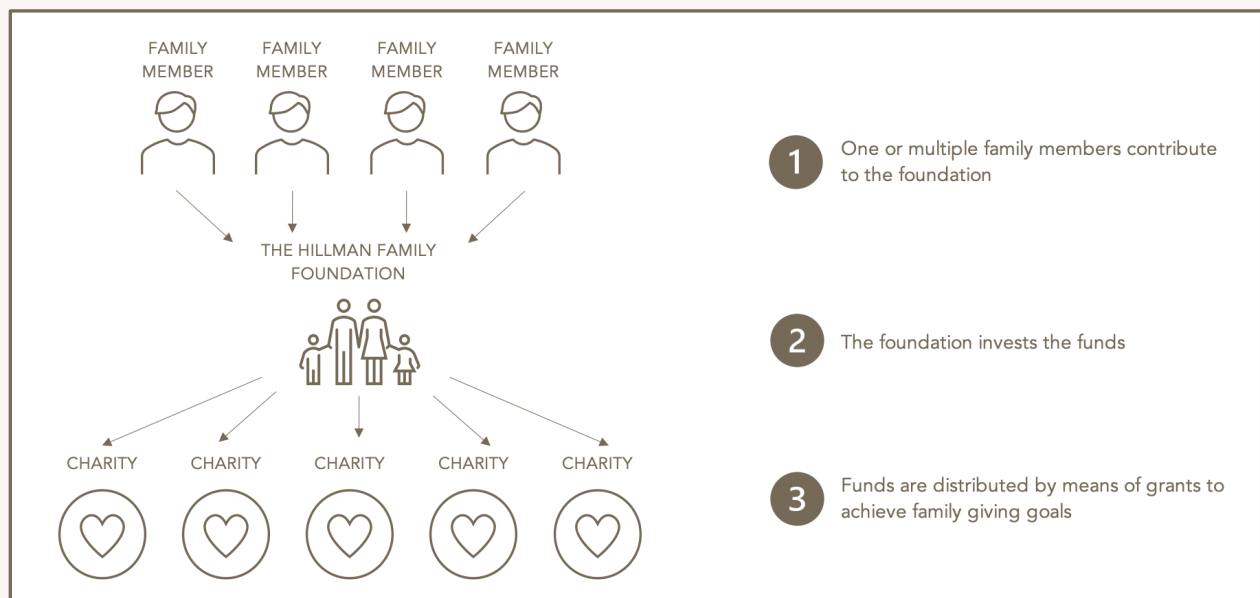 FAMILY
MEMBER
FAMILY
MEMBER
FAMILY
MEMBER
FAMILY
MEMBER
1
One or multiple family members contribute
to the foundation
THE HILLMAN FAMILY
FOUNDATION
2
The foundation invests the funds
CHARITY
CHARITY
CHARITY
CHARITY
CHARITY
3
Funds are distributed by means of grants to
achieve family giving goals